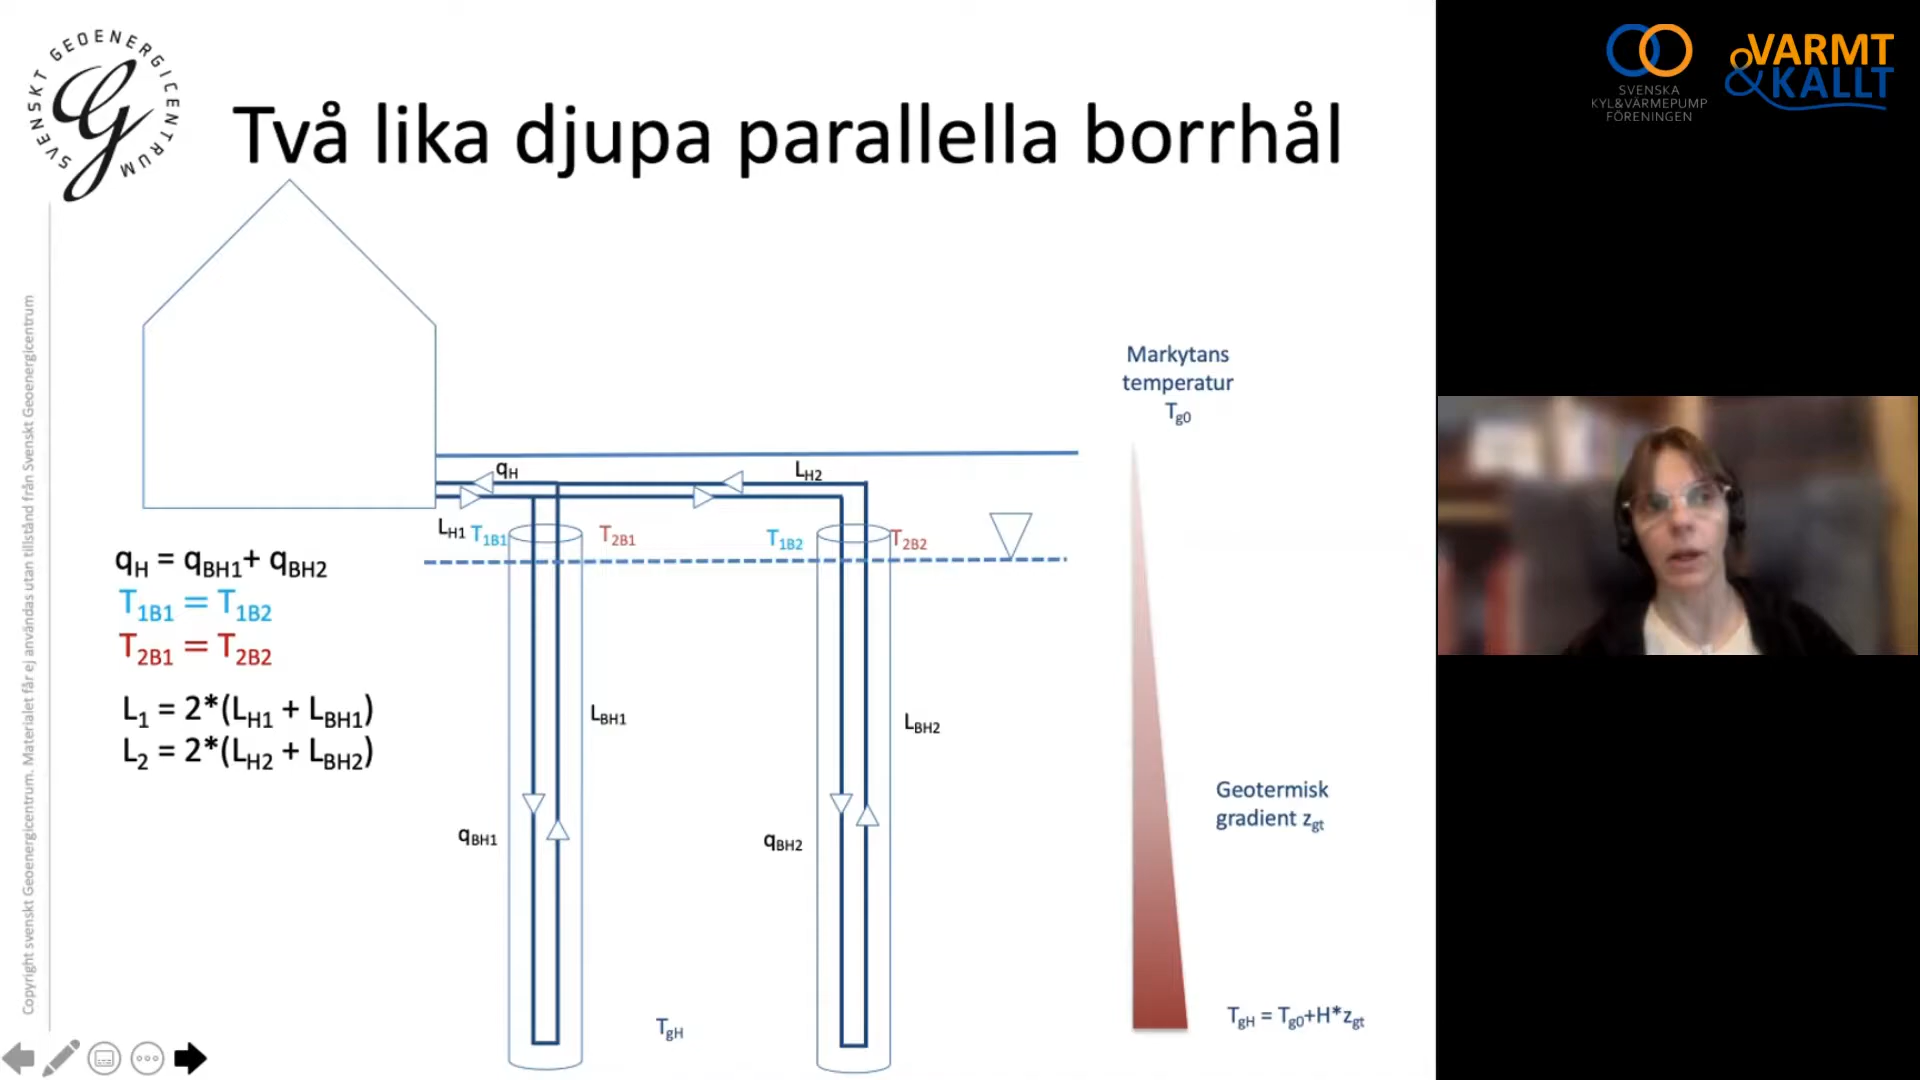 SVENSKT GEOENERGICENTRUM
G
Två lika djupa parallella borrhål
SVENSKA
KYL&VÄRMEPUMP
FÖRENINGEN
VARMT
&KALLT
Copyright svenskt Geoenergicentrum. Materialet får ej användas utan tillstånd från Svenskt Geoenergicentrum
Markytans
temperatur
Tg0
qH
LH2
LH1 T1B1
T2B1
T1B2
T2B2
qH = qBH1+ qBH2
T1B1 = T1B2
T2B1 = T2B2
L1 = 2*(LH1 + LBH1)
L2 = 2*(LH2 + LBH2)
LBH1
LBH2
Geotermisk
gradient zgt
qBH1
qBH2
TgH
TgH = Tg0+H*zgt